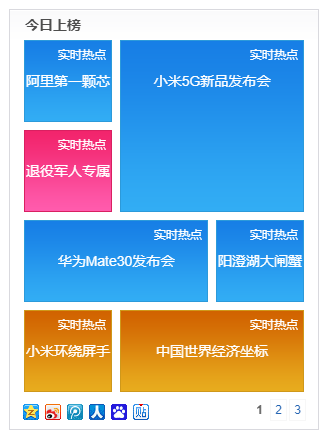 今日上榜
实时热点
阿里第一颗芯
实时热点
小米5G新品发布会
实时热点
退役军人专属
实时热点
华为Mate30发布会
实时热点
阳澄湖大闸蟹
实时热点
小米环绕屏手
实时热点
中国世界经济坐标
人 贴 1 2 3